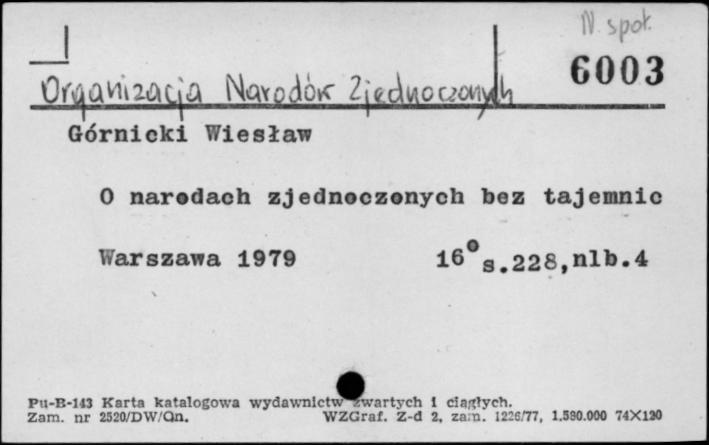 N. społ.
6003
Organizacja Narodów Zjednoczonych
Górnicki Wiesław
O narodach zjednoczonych bez tajemnic
Warszawa 1979 16° s.228,nlb.4
Pu-B-143 Karta katalogowa wydawnictw zwartych i ciągłych.
Zam. nr 2520/DW/Qn. WZGraf. Z-d 2, zam. 1226/77, 1.580.000 74X120